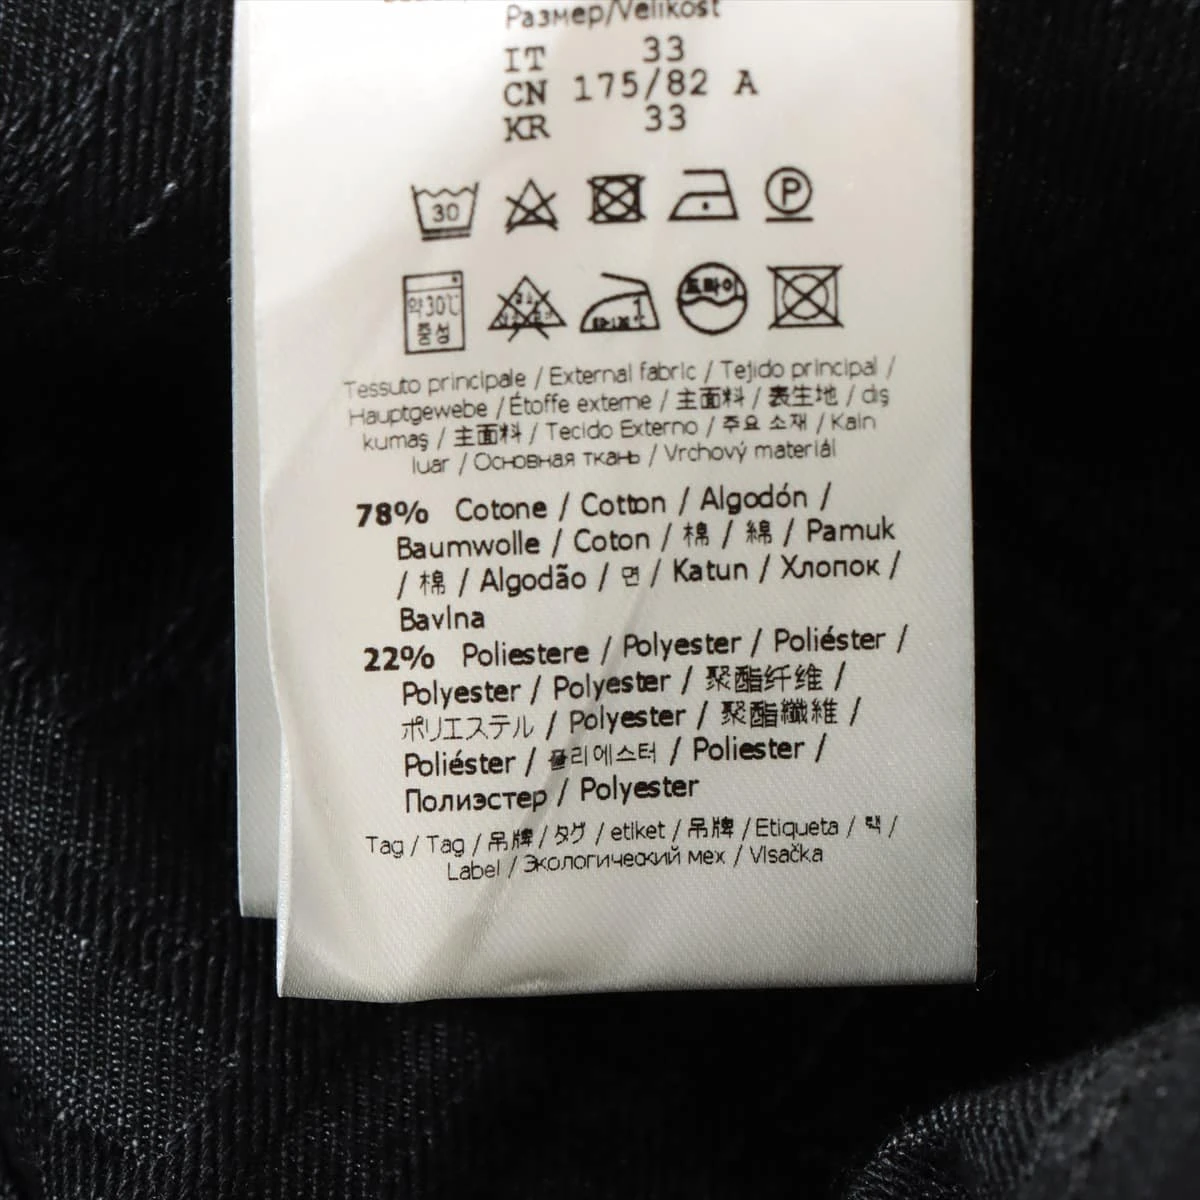 Размер/Velikost
IT 33
CN 175/82 A
KR 33
30 P
약30℃ 드라이
중성
Tessuto principale / External fabric / Tejido principal /
Hauptgewebe / Étoffe externe / 主面料 / 表生地 / diş
kumaş / 主面料 / Tecido Externo / 주요 소재 / Kain
luar / Основная ткань / Vrchový materiál
78% Cotone / Cotton / Algodón /
Baumwolle / Coton / 棉 / 綿 / Pamuk
/ 棉 / Algodão / 면 / Katun / Хлопок /
Bavlna
22% Poliestere / Polyester / Poliéster /
Polyester / Polyester / 聚酯纤维 /
ポリエステル / Polyester / 聚酯纖維 /
Poliéster / 폴리에스터 / Poliester /
Полиэстер / Polyester
Tag / Tag / 吊牌 / タグ / etiket / 吊牌 / Etiqueta / 택 /
Label / Экологический мех / Vlsačka